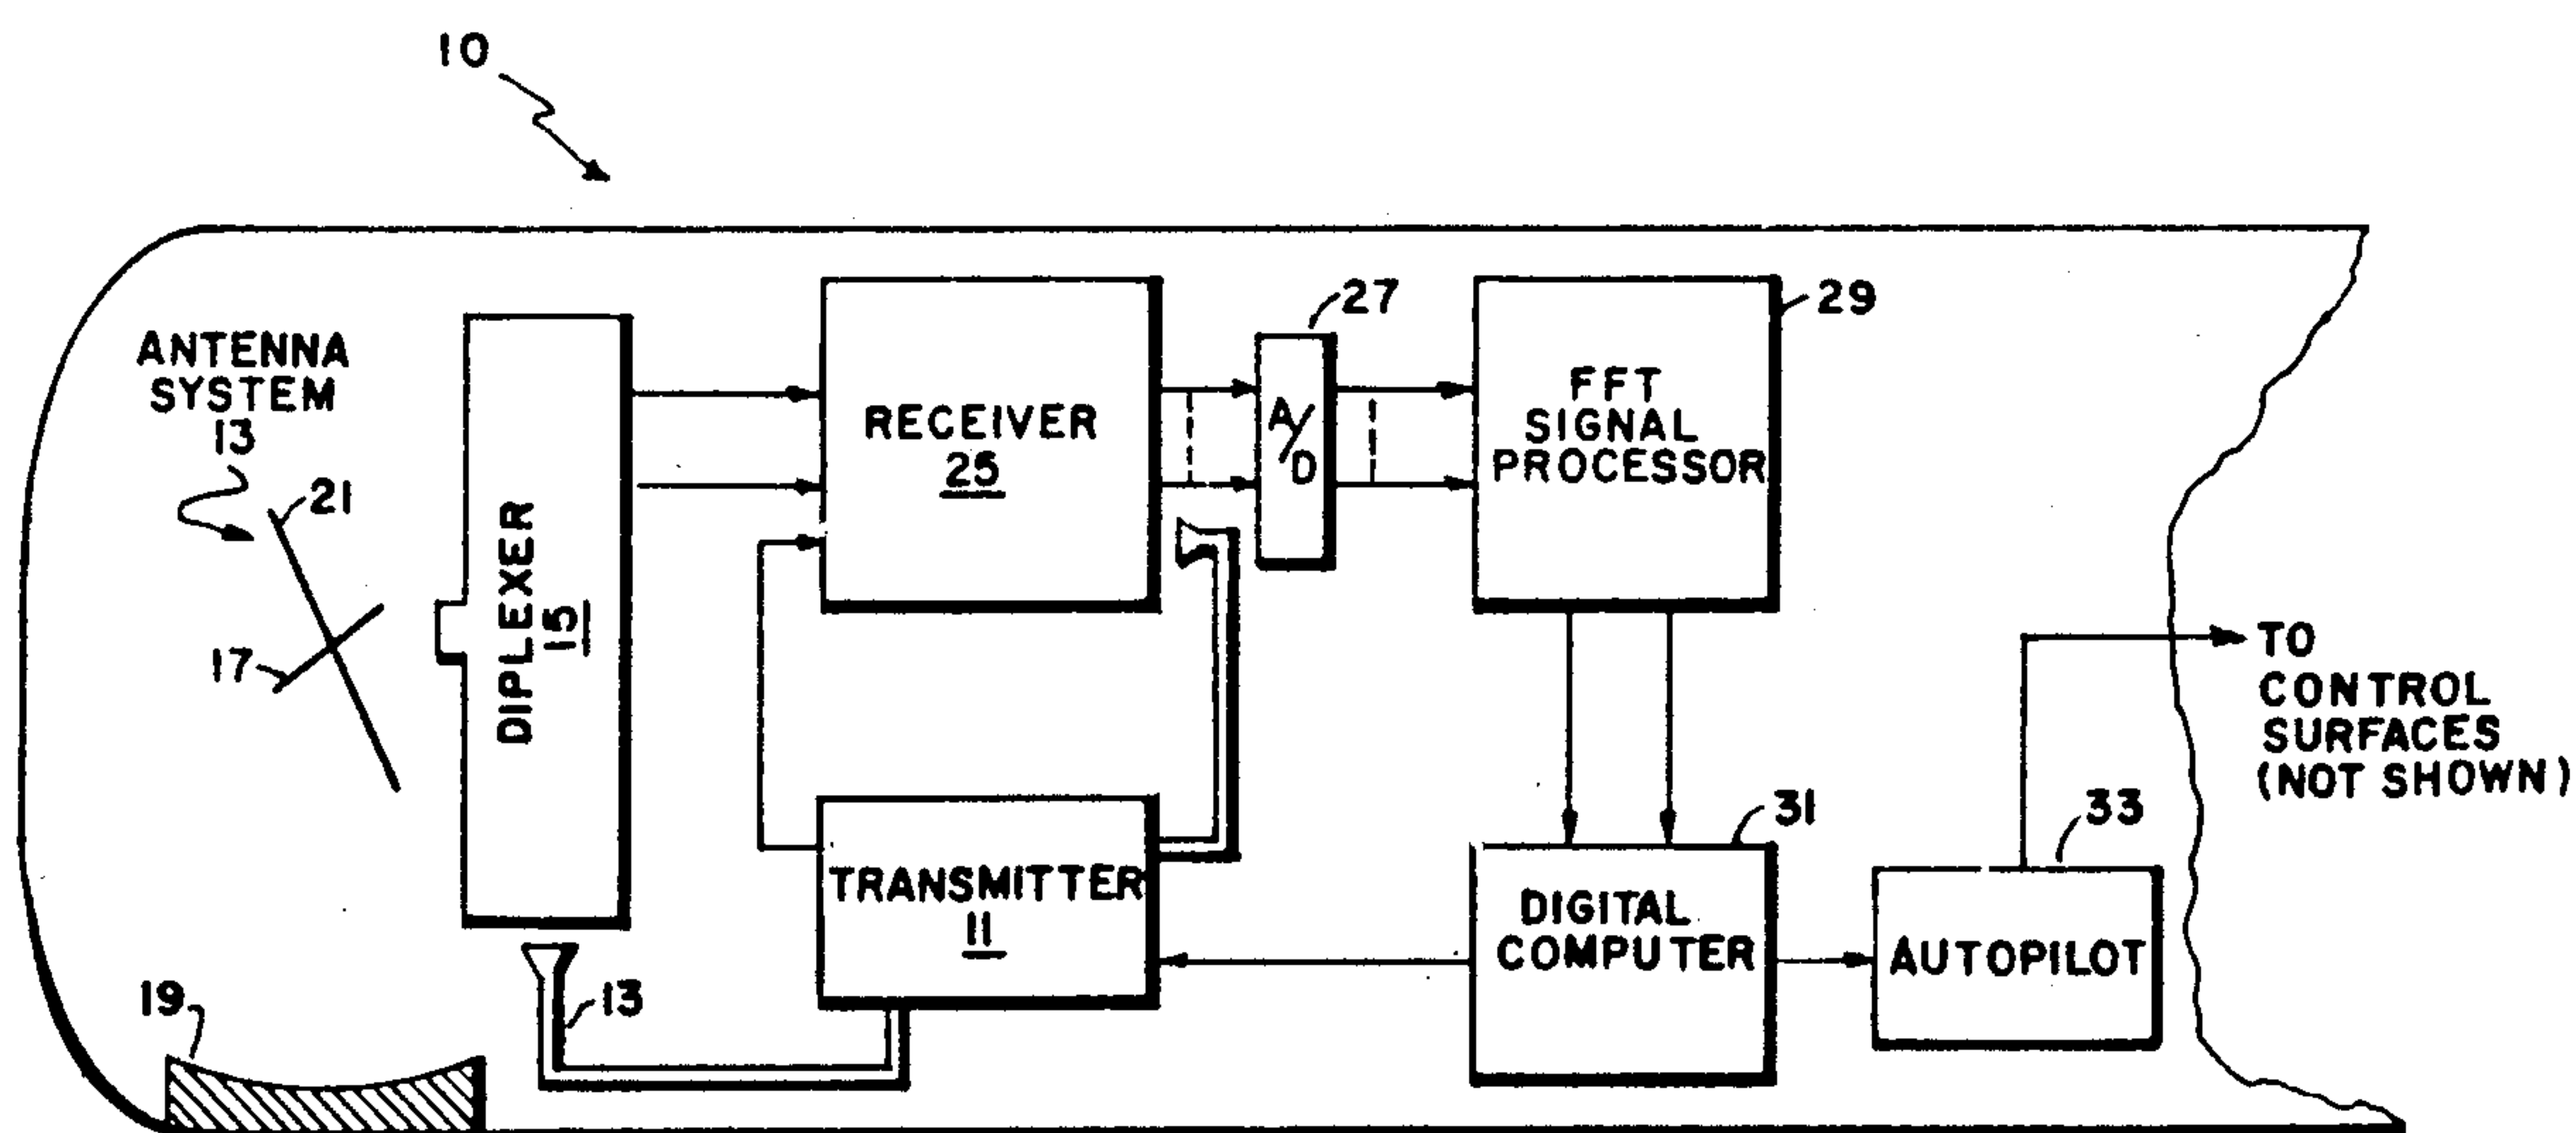 10
ANTENNA
SYSTEM
13
21
17
19
DIPLEXER
15
13
RECEIVER
25
TRANSMITTER
11
27
A/D
29
FFT
SIGNAL
PROCESSOR
31
DIGITAL
COMPUTER
33
AUTOPILOT
TO
CONTROL
SURFACES
(NOT SHOWN)